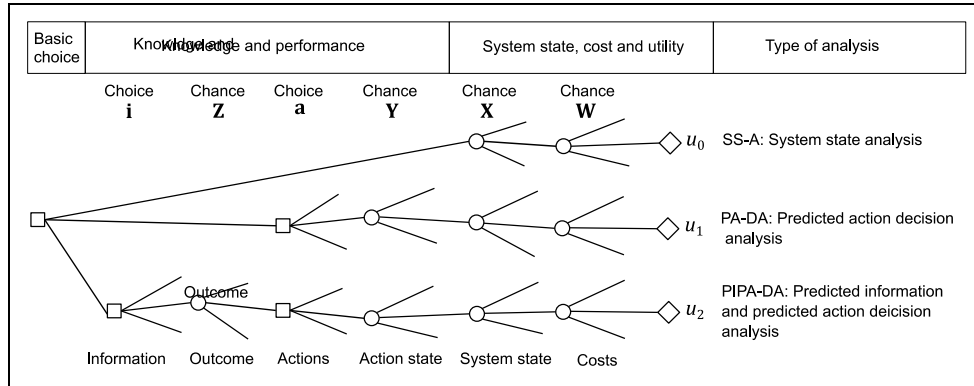 Basic
choice
Knowldge and
Knowledge and performance
System state, cost and utility
Type of analysis
Choice
i
Chance
Z
Choice
a
Chance
Y
Chance
X
Chance
W
u₀
SS-A: System state analysis
u₁
PA-DA: Predicted action decision
analysis
Outcome
u₂
PIPA-DA: Predicted information
and predicted action deicision
analysis
Information
Outcome
Actions
Action state
System state
Costs